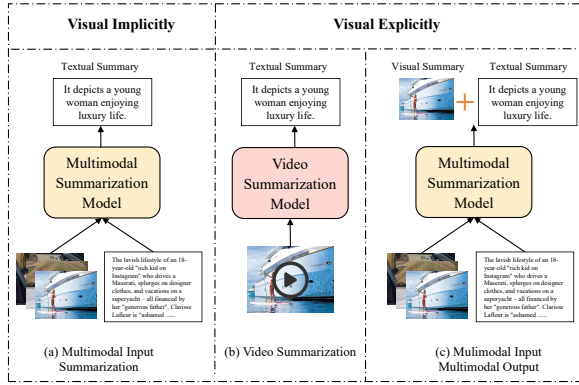 Visual Implicitly
Visual Explicitly
Textual Summary
It depicts a young
woman enjoying
luxury life.
Multimodal
Summarization
Model
The lavish lifestyle of an 18-
year-old "rich kid on
Instagram" who drives a
Maserati, splurges on designer
clothes, and vacations on a
superyacht – all financed by
her "generous father". Clarisse
Lafleur is "ashamed ......
(a) Multimodal Input
Summarization
Textual Summary
It depicts a young
woman enjoying
luxury life.
Video
Summarization
Model
(b) Video Summarization
Visual Summary
Textual Summary
+
It depicts a young
woman enjoying
luxury life.
Multimodal
Summarization
Model
The lavish lifestyle of an 18-
year-old "rich kid on
Instagram" who drives a
Maserati, splurges on designer
clothes, and vacations on a
superyacht – all financed by
her "generous father". Clarisse
Lafleur is "ashamed ......
(c) Mulimodal Input
Multimodal Output